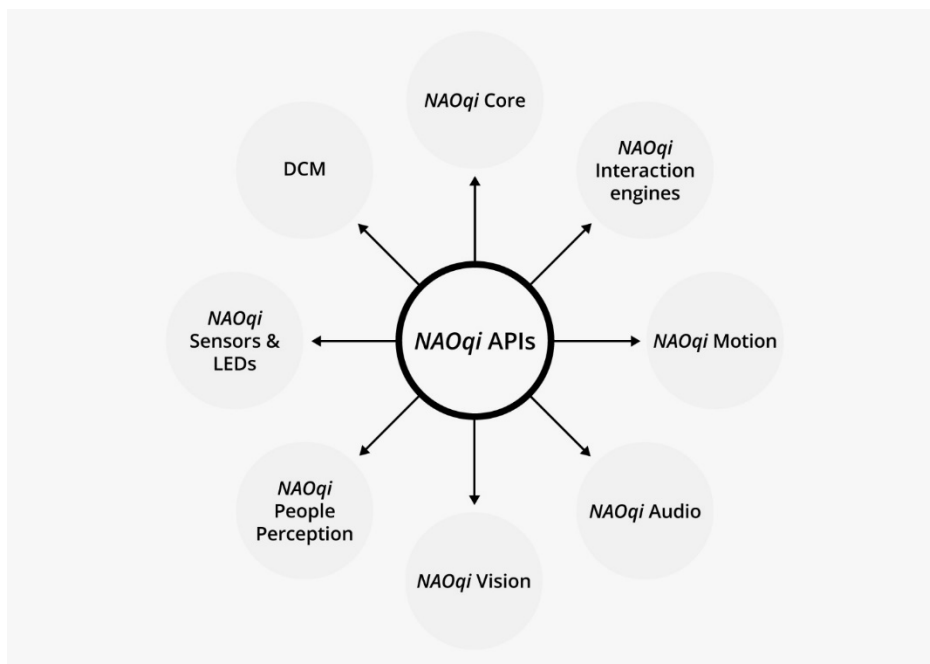 NAOqi Core
NAOqi
Interaction
engines
NAOqi Motion
NAOqi Audio
NAOqi Vision
NAOqi
People
Perception
NAOqi
Sensors &
LEDs
DCM
NAOqi APIs